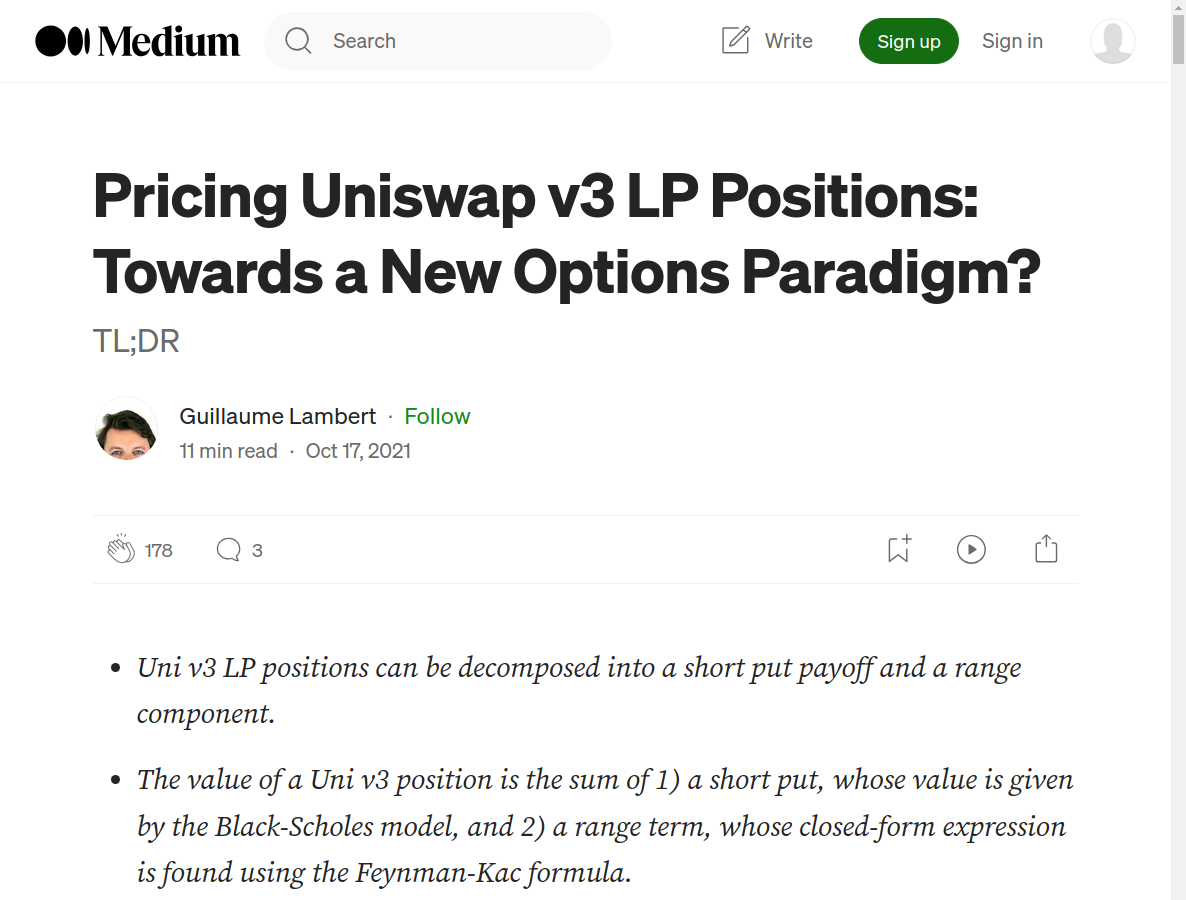 Medium
Search
Write
Sign up
Sign in
Pricing Uniswap v3 LP Positions:
Towards a New Options Paradigm?
TL;DR
Guillaume Lambert · Follow
11 min read · Oct 17, 2021
178
3
• Uni v3 LP positions can be decomposed into a short put payoff and a range
component.
• The value of a Uni v3 position is the sum of 1) a short put, whose value is given
by the Black-Scholes model, and 2) a range term, whose closed-form expression
is found using the Feynman-Kac formula.